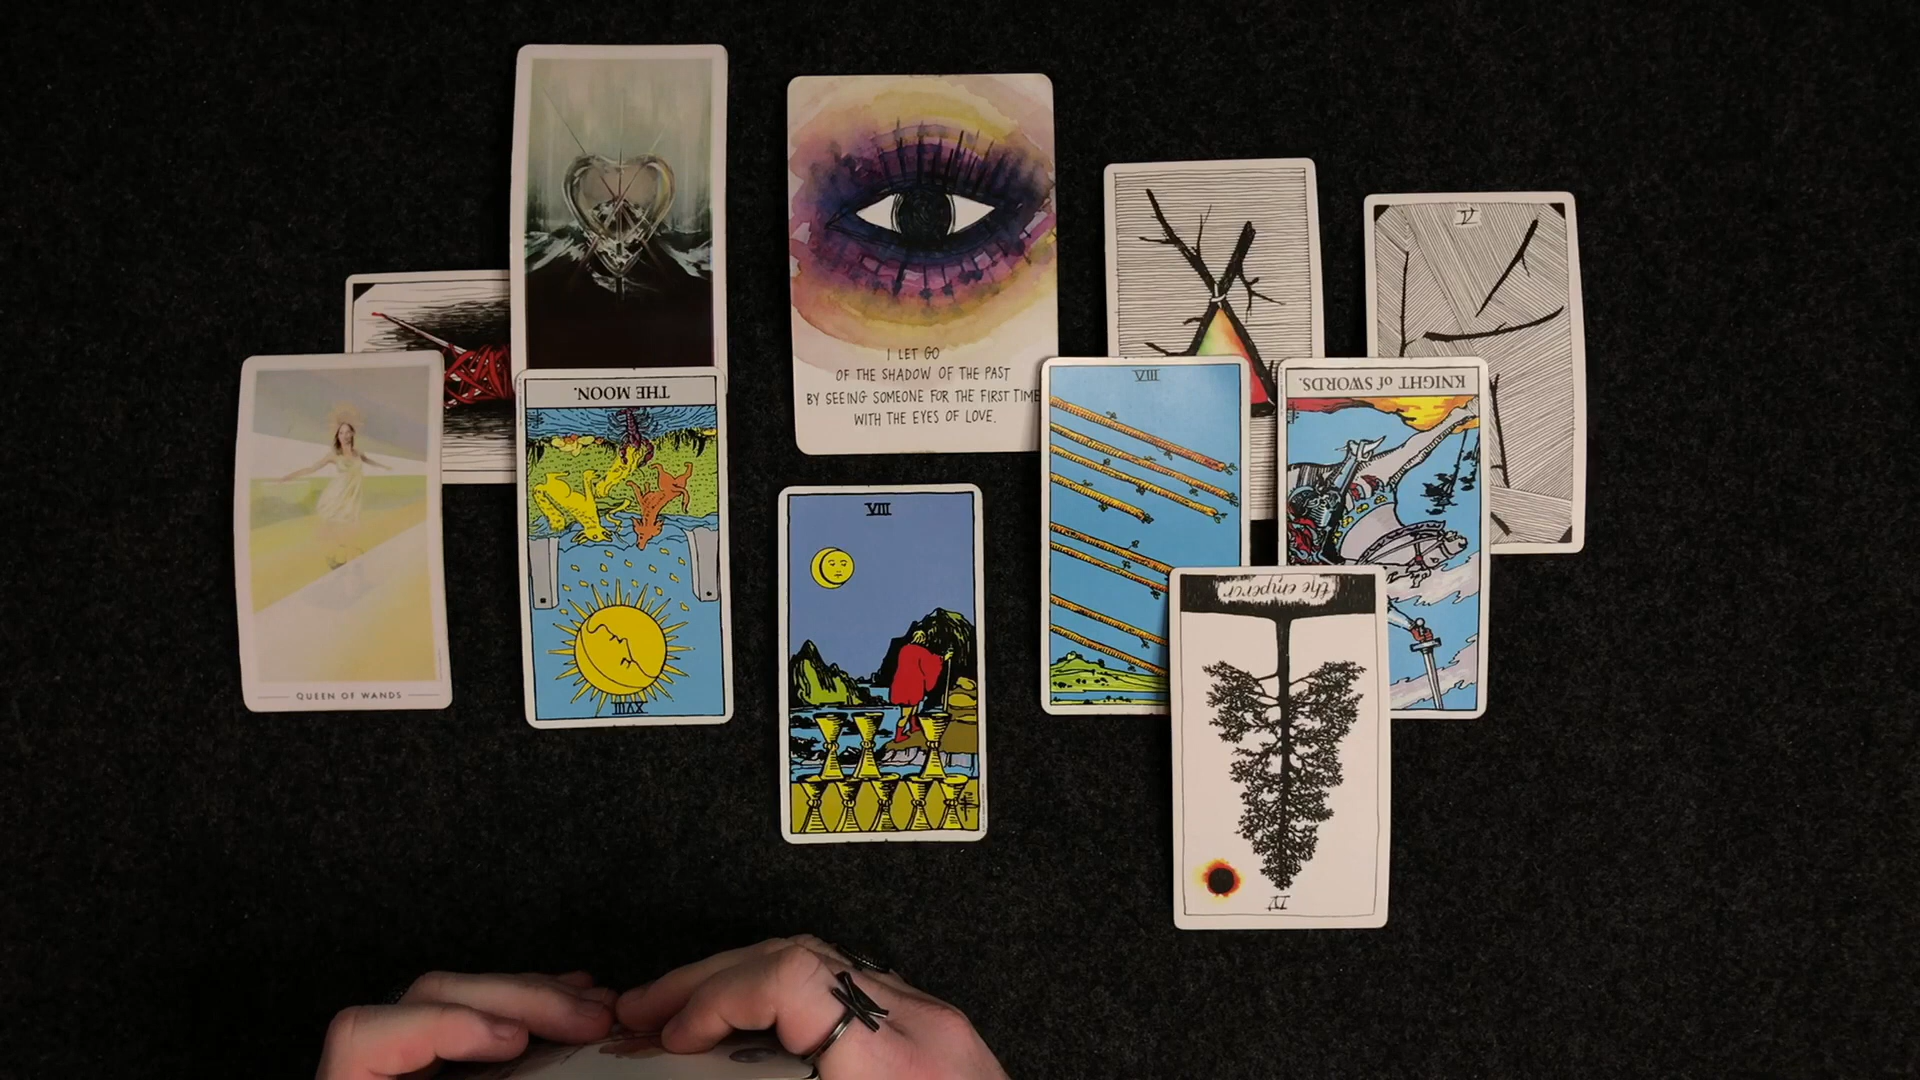 I LET GO
OF THE SHADOW OF THE PAST
BY SEEING SOMEONE FOR THE FIRST TIME
WITH THE EYES OF LOVE.
THE MOON.
XVIII
QUEEN OF WANDS
VIII
VIII
KNIGHT of SWORDS.
the emperor
IV